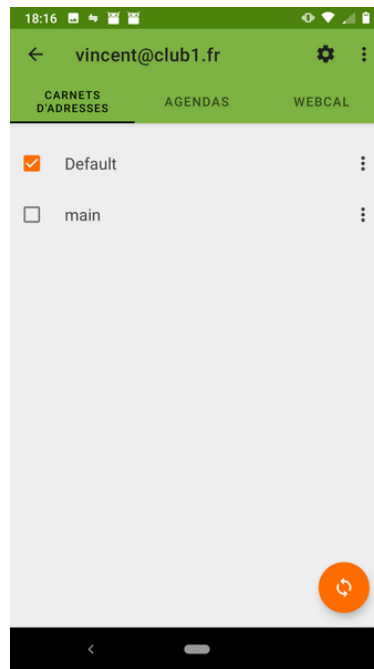 18:16
vincent@club1.fr
CARNETS
D'ADRESSES
AGENDAS
WEBCAL
Default
main